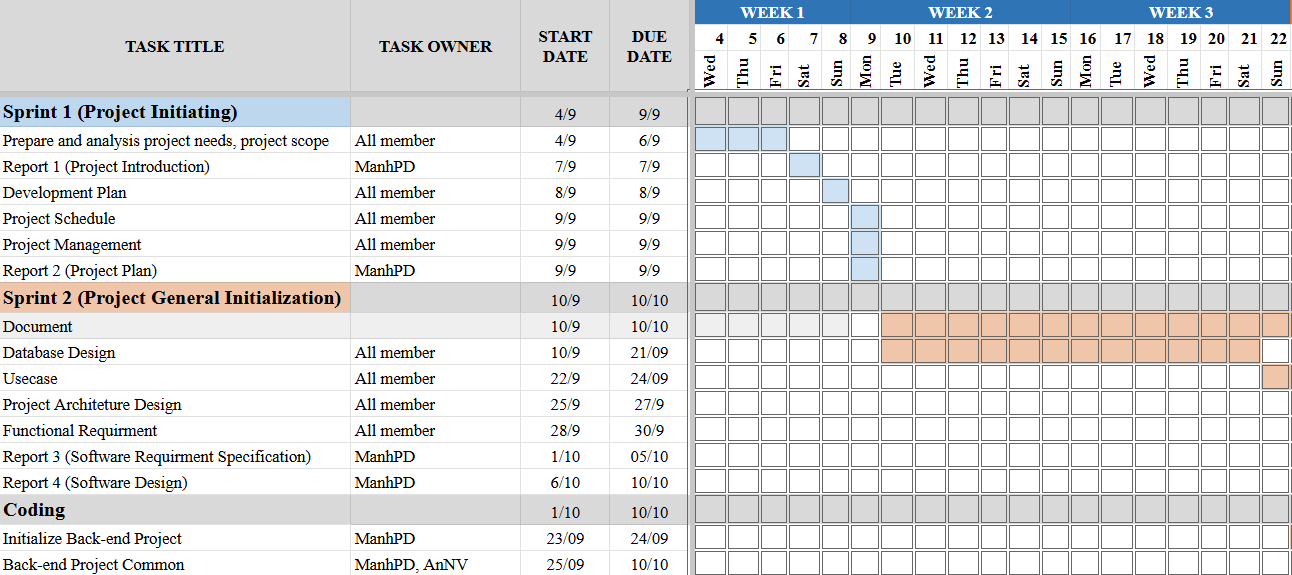 TASK TITLE TASK OWNER START DATE DUE DATE WEEK 1 WEEK 2 WEEK 3
4 5 6 7 8 9 10 11 12 13 14 15 16 17 18 19 20 21 22
Wed Thu Fri Sat Sun Mon Tue Wed Thu Fri Sat Sun Mon Tue Wed Thu Fri Sat Sun
Sprint 1 (Project Initiating) 4/9 9/9
Prepare and analysis project needs, project scope All member 4/9 6/9
Report 1 (Project Introduction) ManhPD 7/9 7/9
Development Plan All member 8/9 8/9
Project Schedule All member 9/9 9/9
Project Management All member 9/9 9/9
Report 2 (Project Plan) ManhPD 9/9 9/9
Sprint 2 (Project General Initialization) 10/9 10/10
Document 10/9 10/10
Database Design All member 10/9 21/09
Usecase All member 22/9 24/09
Project Architeture Design All member 25/9 27/9
Functional Requirment All member 28/9 30/9
Report 3 (Software Requirment Specification) ManhPD 1/10 05/10
Report 4 (Software Design) ManhPD 6/10 10/10
Coding 1/10 10/10
Initialize Back-end Project ManhPD 23/09 24/09
Back-end Project Common ManhPD, AnNV 25/09 10/10